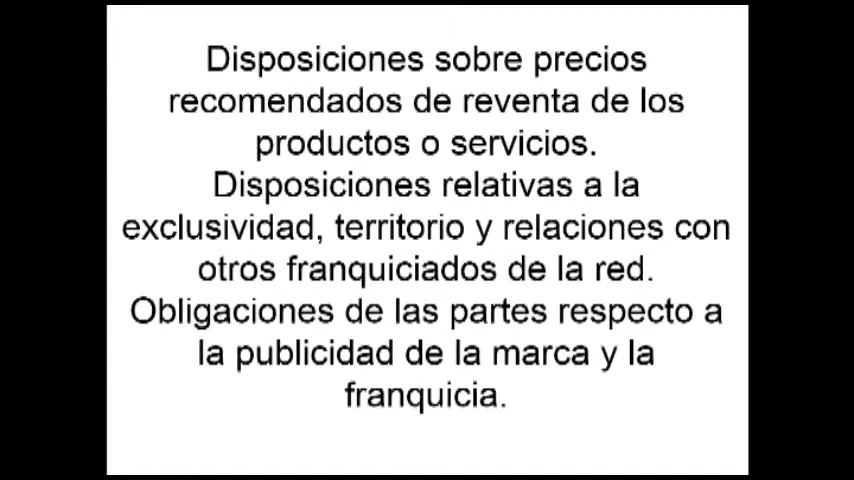 Disposiciones sobre precios
recomendados de reventa de los
productos o servicios.
Disposiciones relativas a la
exclusividad, territorio y relaciones con
otros franquiciados de la red.
Obligaciones de las partes respecto a
la publicidad de la marca y la
franquicia.